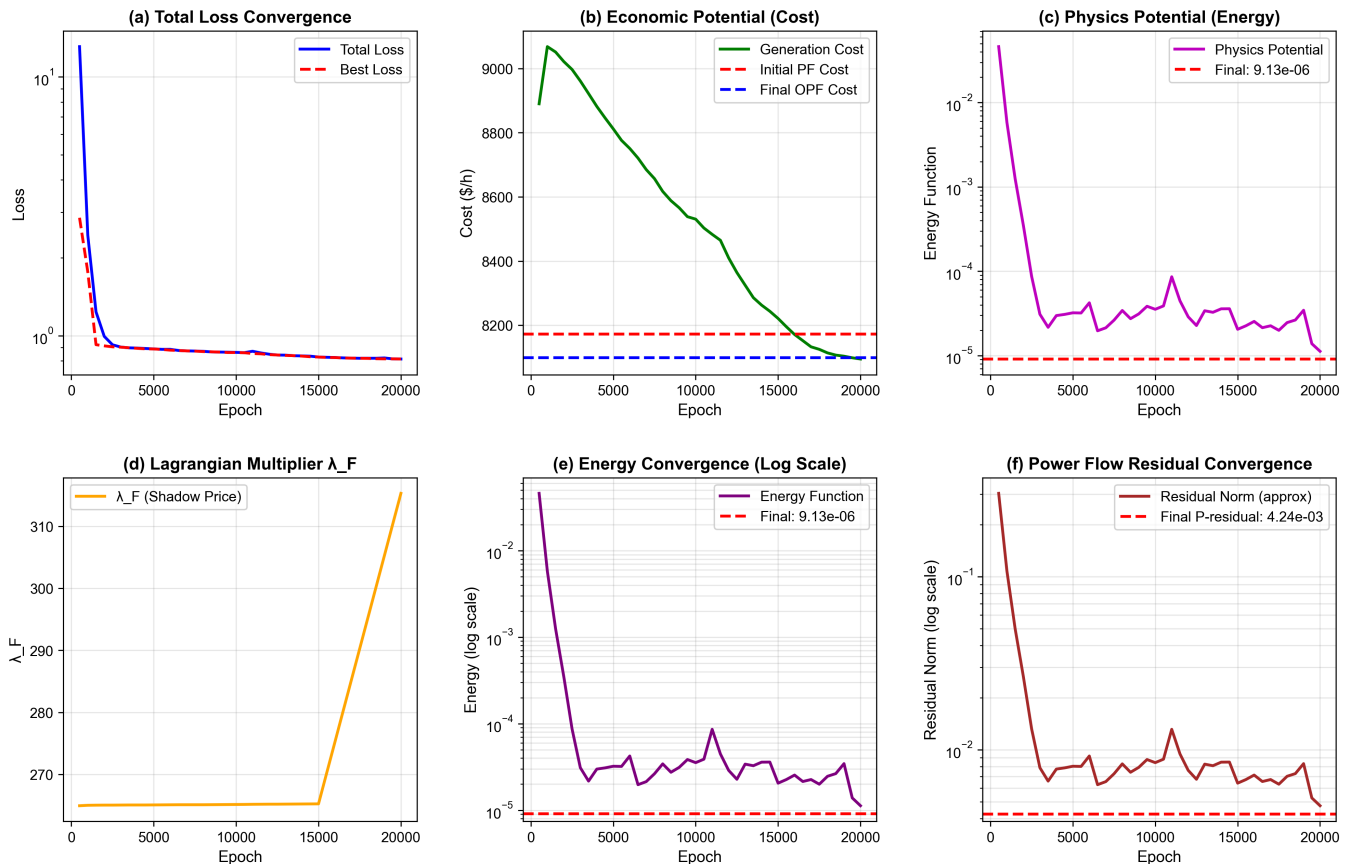 (a) Total Loss Convergence
Total Loss
Best Loss
Loss
10^1
10^0
0 5000 10000 15000 20000
Epoch
(b) Economic Potential (Cost)
Generation Cost
Initial PF Cost
Final OPF Cost
Cost ($/h)
9000
8800
8600
8400
8200
0 5000 10000 15000 20000
Epoch
(c) Physics Potential (Energy)
Physics Potential
Final: 9.13e-06
Energy Function
10^−2
10^−3
10^−4
10^−5
0 5000 10000 15000 20000
Epoch
(d) Lagrangian Multiplier λ_F
λ_F (Shadow Price)
λ_F
310
300
290
280
270
0 5000 10000 15000 20000
Epoch
(e) Energy Convergence (Log Scale)
Energy Function
Final: 9.13e-06
Energy (log scale)
10^−2
10^−3
10^−4
10^−5
0 5000 10000 15000 20000
Epoch
(f) Power Flow Residual Convergence
Residual Norm (approx)
Final P-residual: 4.24e-03
Residual Norm (log scale)
10^−1
10^−2
0 5000 10000 15000 20000
Epoch